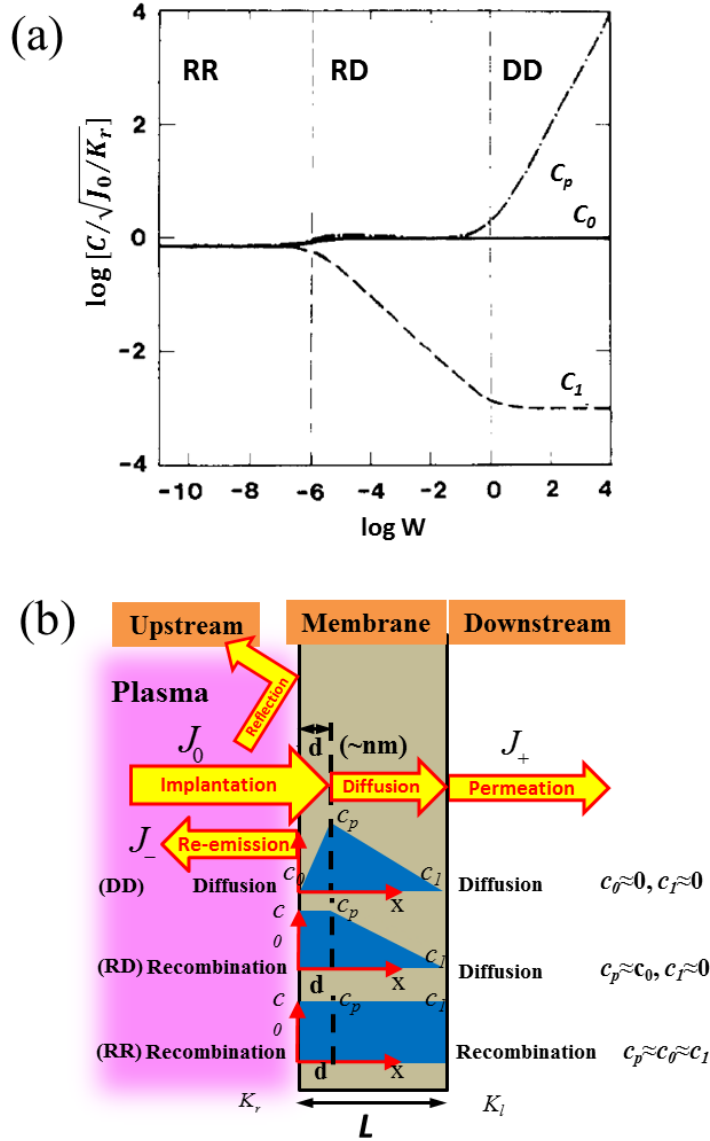 (a)
4
RR RD DD
2
C_p
C_0
0
log [C/√J_0/K_r]
-2
C_1
-4
-10 -8 -6 -4 -2 0 2 4
log W
(b)
Upstream Membrane Downstream
Plasma
Reflection
d (~nm)
J_0
J_+
Implantation Diffusion Permeation
c_p
J_- Re-emission
c_0 c_1
(DD) Diffusion x Diffusion c_0≈0, c_1≈0
c_p
c
0
c_1
(RD) Recombination Diffusion c_p≈c_0, c_1≈0
d x
c c_p c_1
0
(RR) Recombination Recombination c_p≈c_0≈c_1
d x
K_r K_l
L